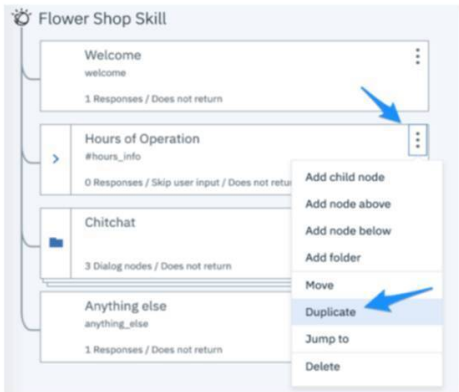 Flower Shop Skill
Welcome
welcome
1 Responses / Does not return
Hours of Operation
#hours_info
0 Responses / Skip user input / Does not retu
Add child node
Add node above
Add node below
Add folder
Move
Duplicate
Jump to
Delete
Chitchat
3 Dialog nodes / Does not return
Anything else
anything_else
1 Responses / Does not return